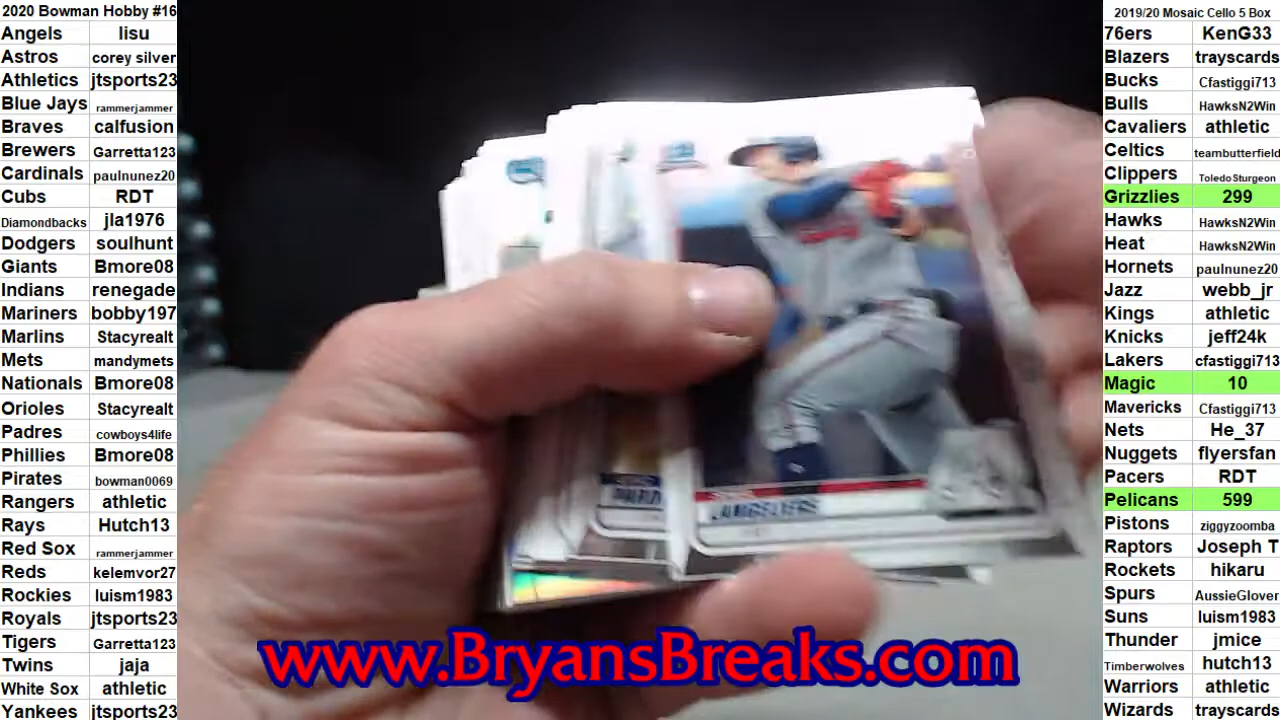 2020 Bowman Hobby #16
Angels lisu
Astros corey silver
Athletics jtsports23
Blue Jays rammerjammer
Braves calfusion
Brewers Garretta123
Cardinals paulnunez20
Cubs RDT
Diamondbacks jla1976
Dodgers soulhunt
Giants Bmore08
Indians renegade
Mariners bobby197
Marlins Stacyrealt
Mets mandymets
Nationals Bmore08
Orioles Stacyrealt
Padres cowboys4life
Phillies Bmore08
Pirates bowman0069
Rangers athletic
Rays Hutch13
Red Sox rammerjammer
Reds kelemvor27
Rockies luism1983
Royals jtsports23
Tigers Garretta123
Twins jaja
White Sox athletic
Yankees jtsports23
LANGELIERS
www.BryansBreaks.com
2019/20 Mosaic Cello 5 Box
76ers KenG33
Blazers trayscards
Bucks Cfastiggi713
Bulls HawksN2Win
Cavaliers athletic
Celtics teambutterfield
Clippers ToledoSturgeon
Grizzlies 299
Hawks HawksN2Win
Heat HawksN2Win
Hornets paulnunez20
Jazz webb_jr
Kings athletic
Knicks jeff24k
Lakers cfastiggi713
Magic 10
Mavericks Cfastiggi713
Nets He_37
Nuggets flyersfan
Pacers RDT
Pelicans 599
Pistons ziggyzoomba
Raptors Joseph T
Rockets hikaru
Spurs AussieGlover
Suns luism1983
Thunder jmice
Timberwolves hutch13
Warriors athletic
Wizards trayscards